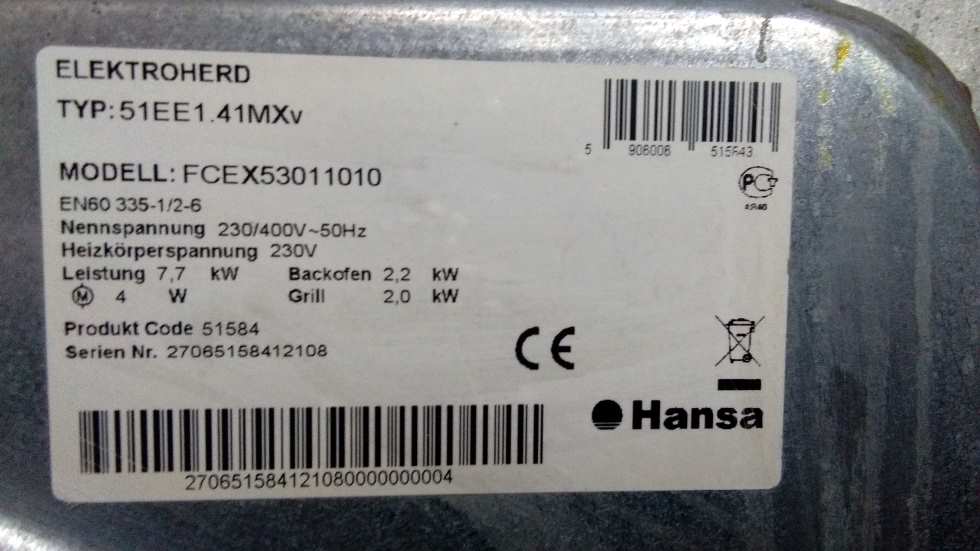 ELEKTROHERD
TYP: 51EE1.41MXv
5 906006 515843
MODELL: FCEX53011010
EN60 335-1/2-6
Nennspannung 230/400V~50Hz
Heizkörperspannung 230V
Leistung 7,7 kW Backofen 2,2 kW
M 4 W Grill 2,0 kW
Produkt Code 51584
Serien Nr. 27065158412108
CE
Hansa
270651584121080000000004